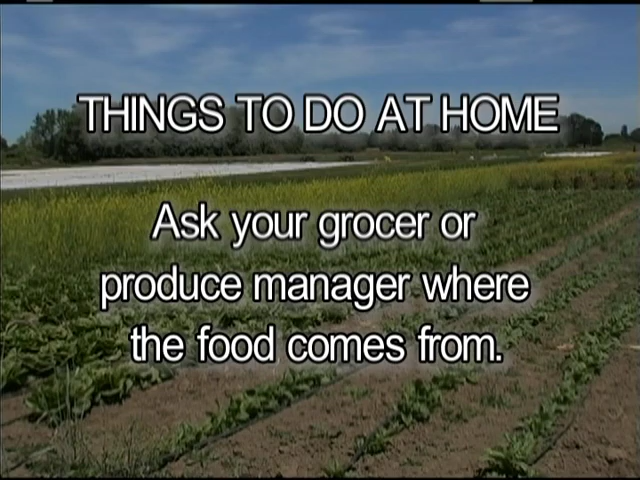 THINGS TO DO AT HOME
Ask your grocer or
produce manager where
the food comes from.